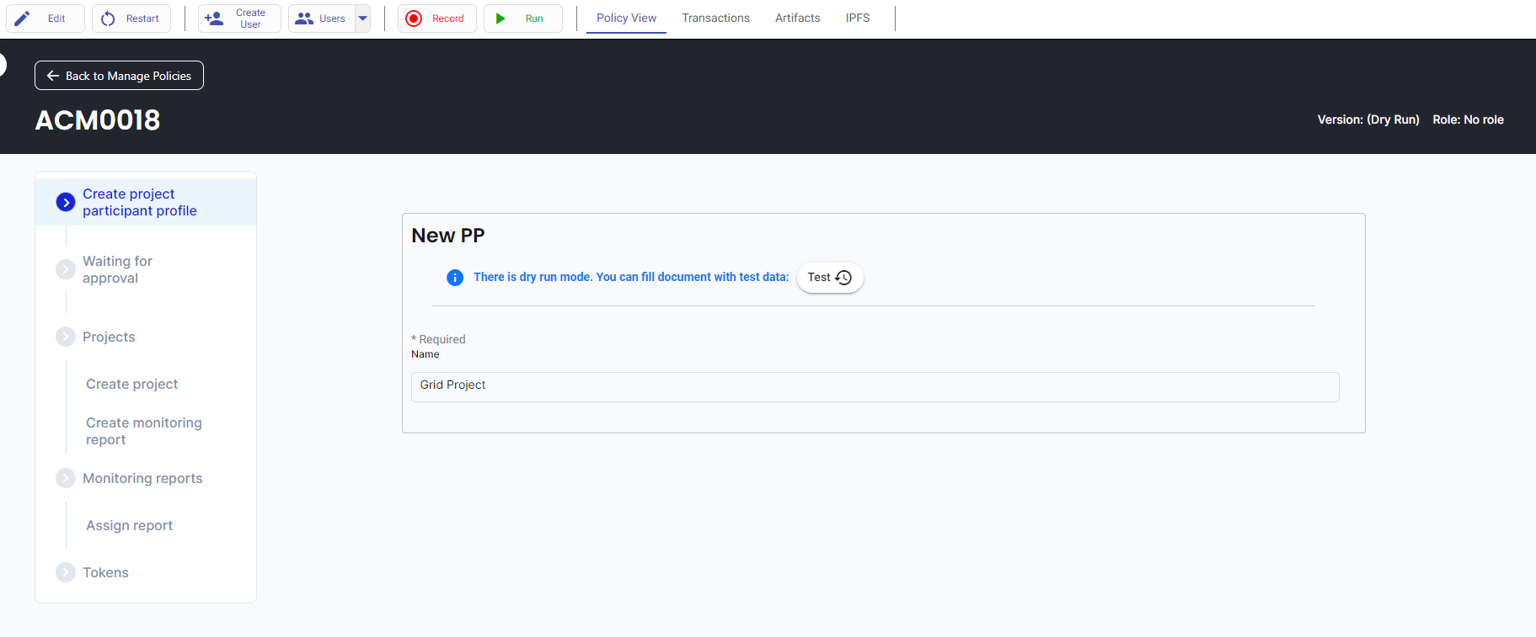 Edit
Restart
Create
User
Users
Record
Run
Policy View
Transactions
Artifacts
IPFS
Back to Manage Policies
ACM0018
Version: (Dry Run)
Role: No role
Create project
participant profile
Waiting for
approval
Projects
Create project
Create monitoring
report
Monitoring reports
Assign report
Tokens
New PP
There is dry run mode. You can fill document with test data:
Test
* Required
Name
Grid Project